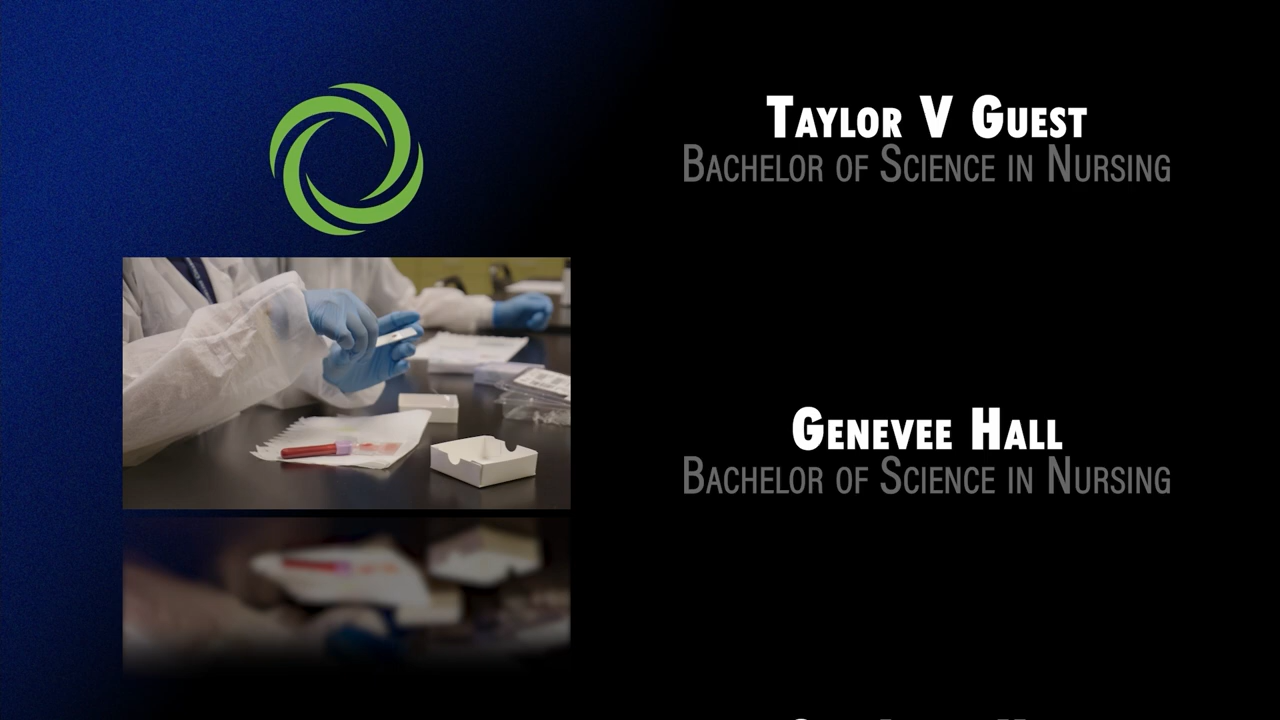 Taylor V Guest
Bachelor of Science in Nursing
Genevee Hall
Bachelor of Science in Nursing